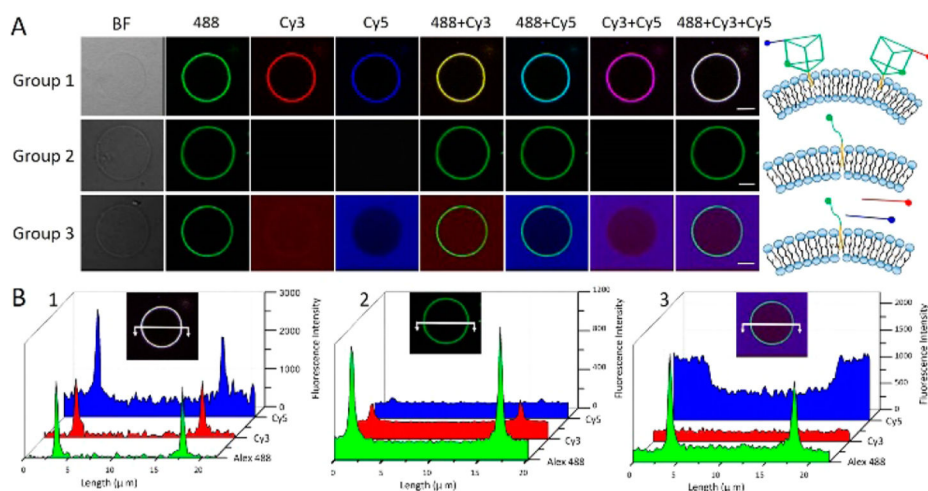 A
BF 488 Cy3 Cy5 488+Cy3 488+Cy5 Cy3+Cy5 488+Cy3+Cy5
Group 1
Group 2
Group 3
B
1
3000
2000
1000
0
Fluorescence Intensity
Cy5
Cy3
Alex 488
0 5 10 15 20
Length (μ m)
2
1200
800
400
0
Fluorescence Intensity
Cy5
Cy3
Alex 488
0 5 10 15 20
Length (μ m)
3
2000
1500
1000
500
0
Fluorescence Intensity
Cy5
Cy3
Alex 488
0 5 10 15 20
Length (μ m)